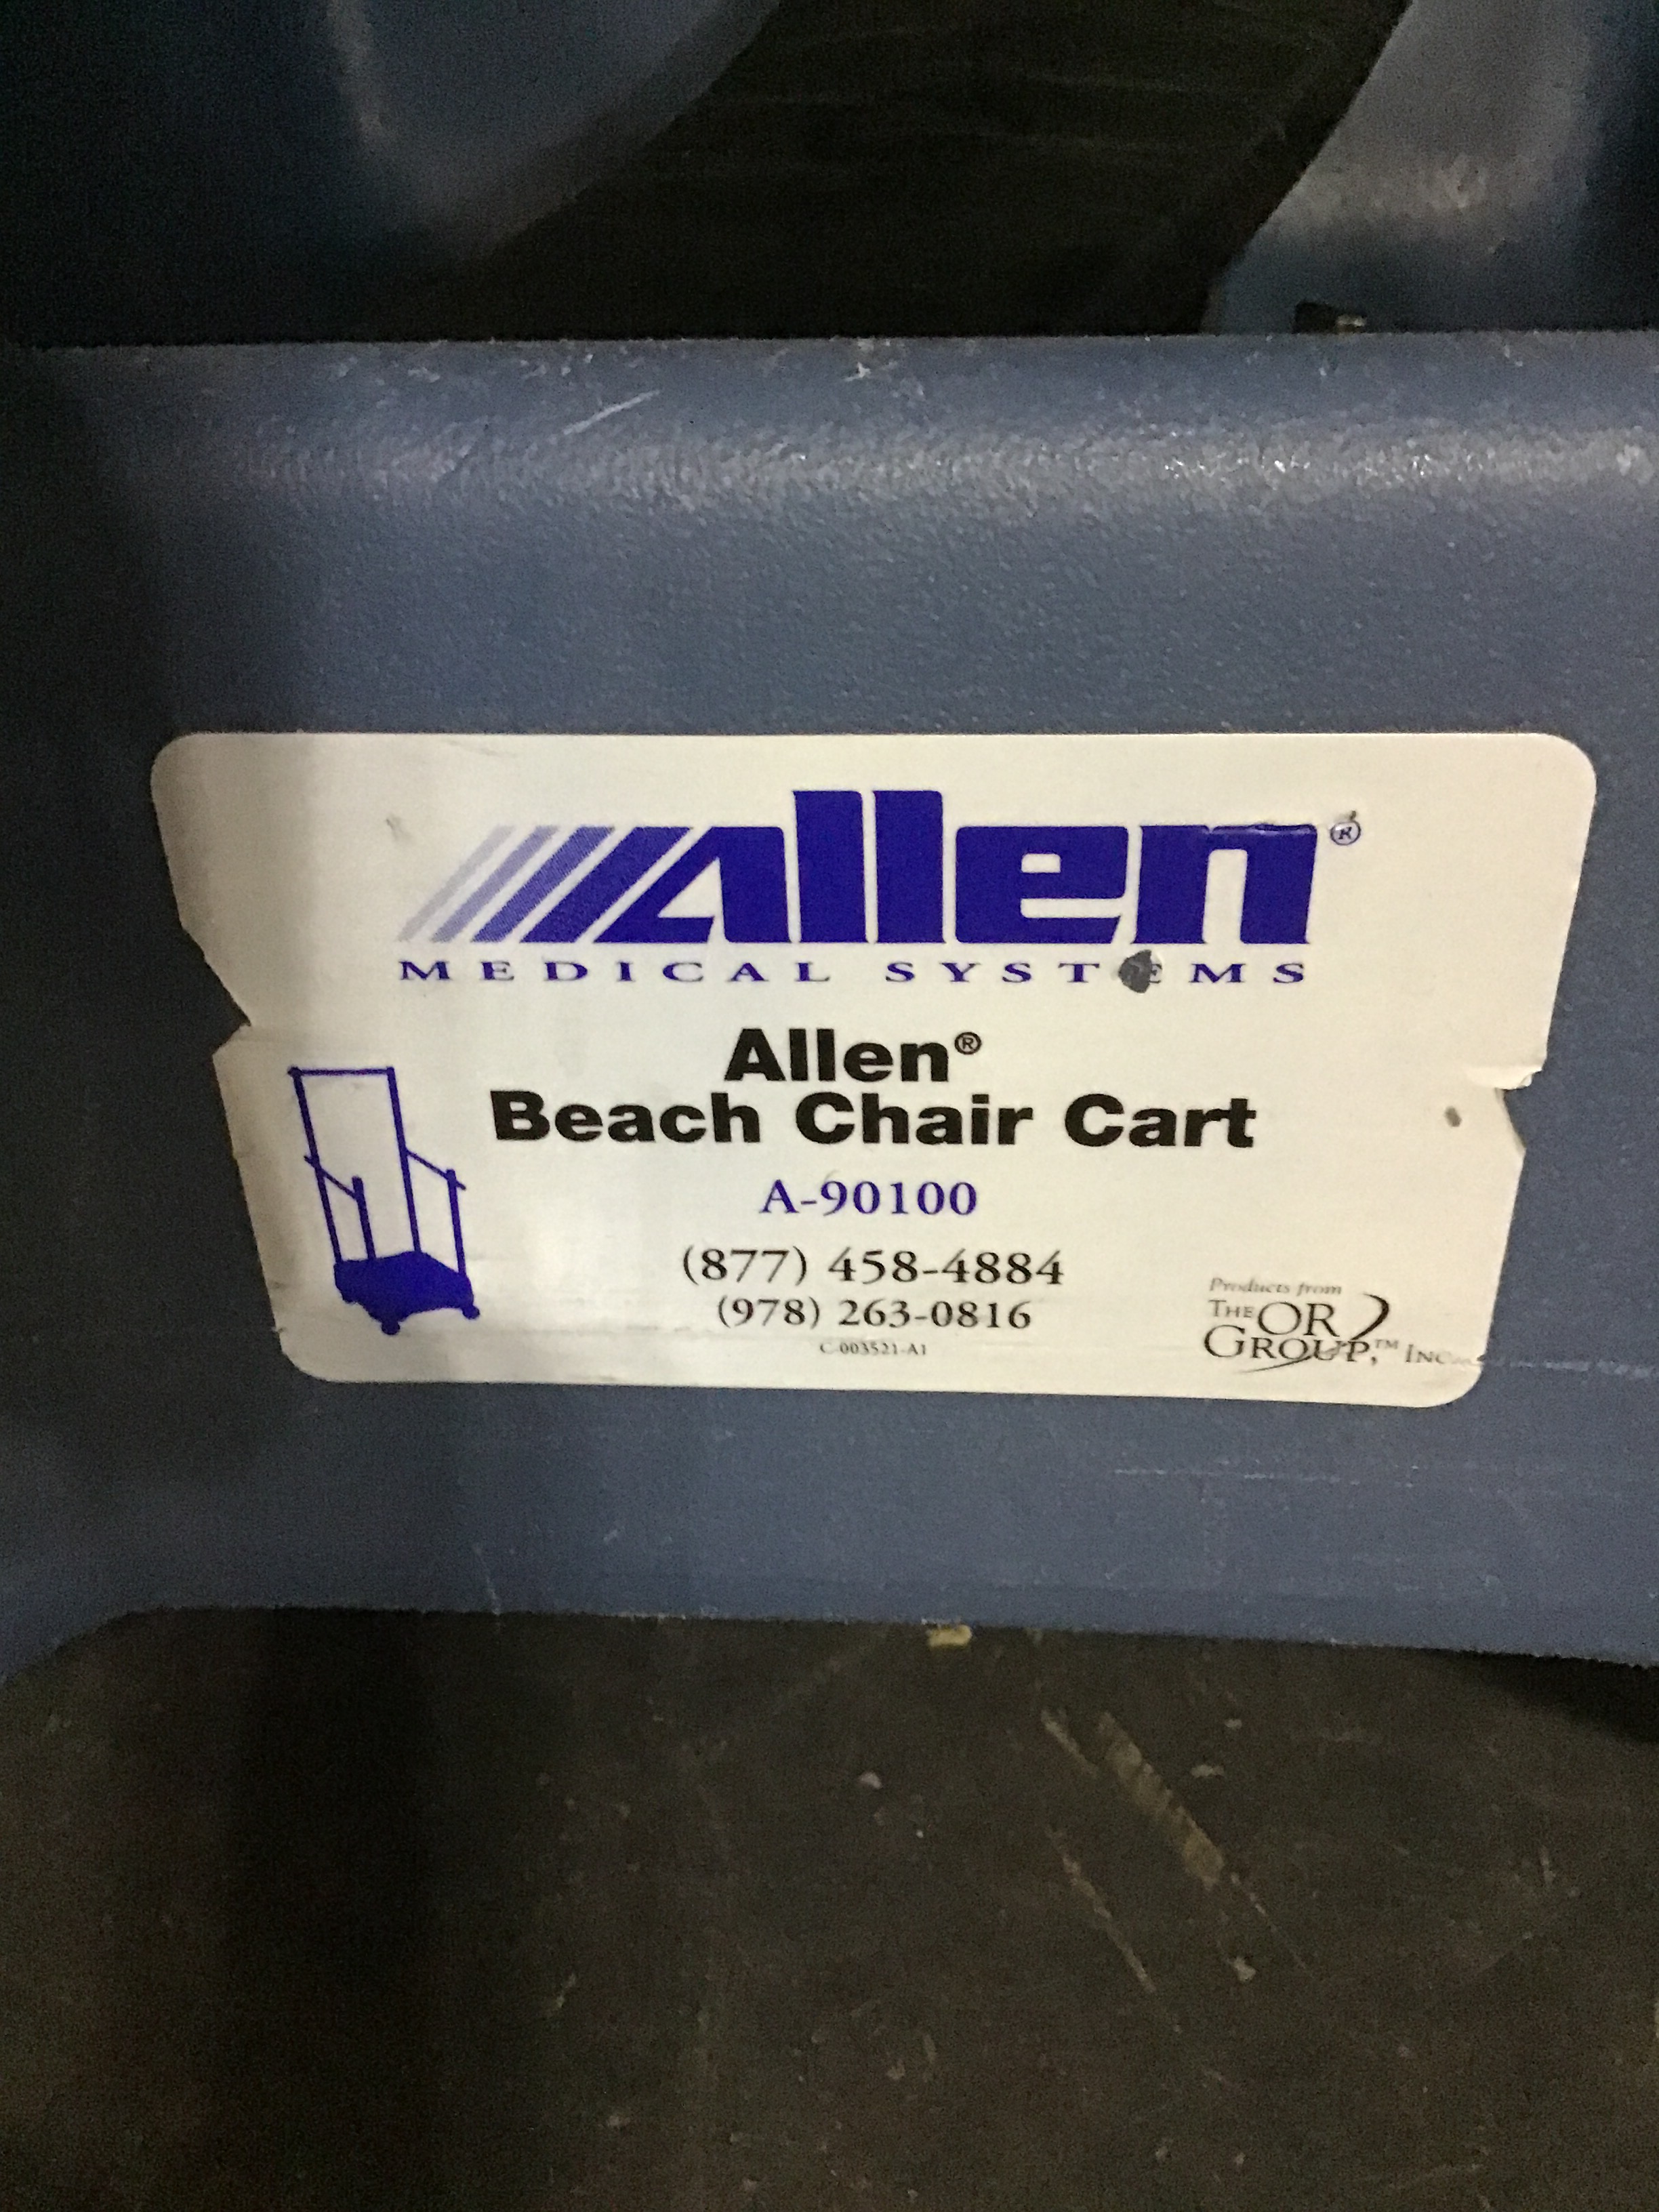 Allen®
MEDICAL SYSTEMS
Allen®
Beach Chair Cart
A-90100
(877) 458-4884
(978) 263-0816
C-003521-A1
Products from
THE OR
GROUP,™ INC.